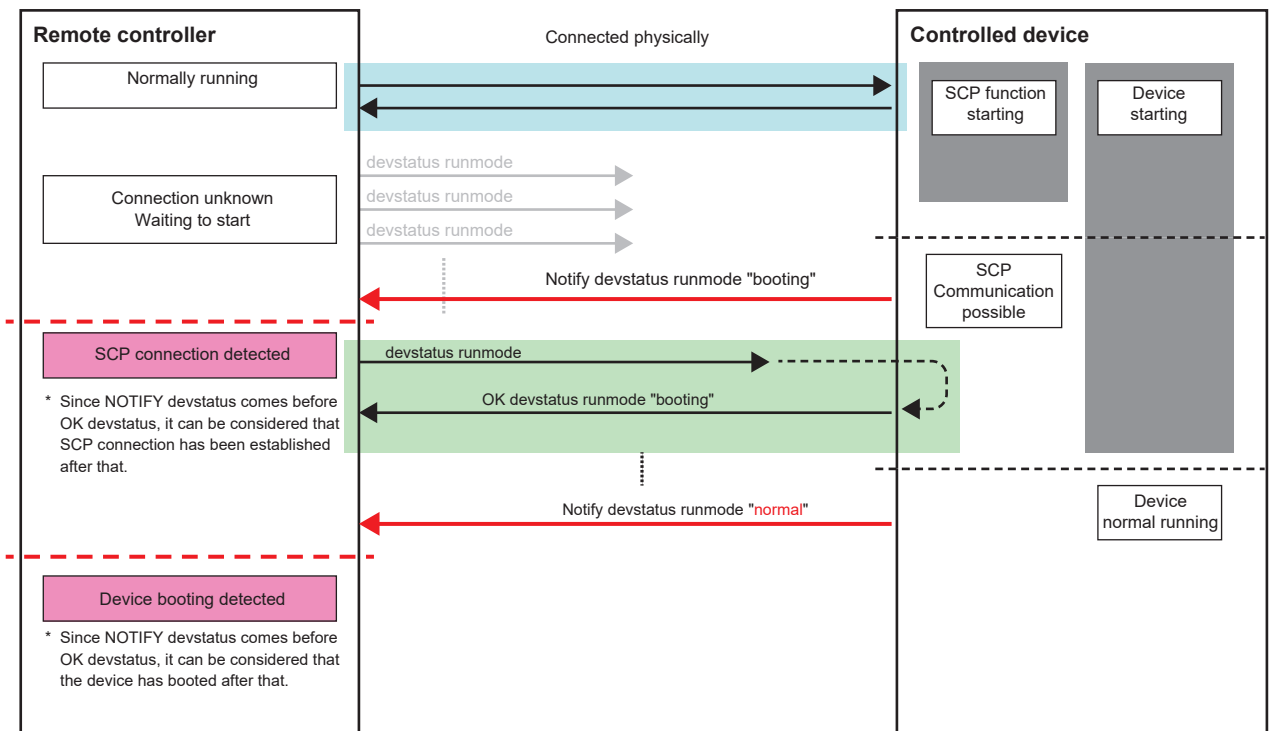 Remote controller
Connected physically
Controlled device
Normally running
SCP function
starting
Device
starting
devstatus runmode
devstatus runmode
devstatus runmode
Connection unknown
Waiting to start
Notify devstatus runmode "booting"
SCP
Communication
possible
SCP connection detected
devstatus runmode
* Since NOTIFY devstatus comes before
OK devstatus, it can be considered that
SCP connection has been established
after that.
OK devstatus runmode "booting"
Notify devstatus runmode "normal"
Device
normal running
Device booting detected
* Since NOTIFY devstatus comes before
OK devstatus, it can be considered that
the device has booted after that.